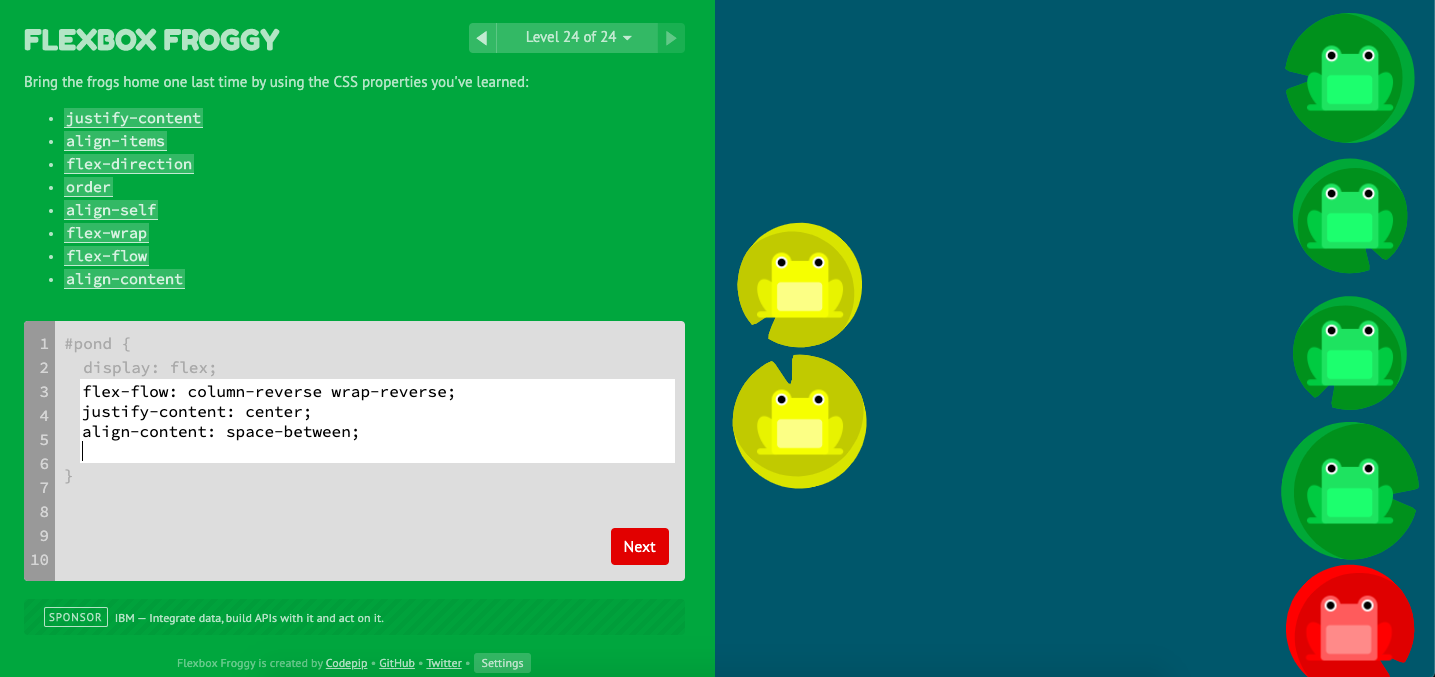 FLEXBOX FROGGY
Level 24 of 24
Bring the frogs home one last time by using the CSS properties you've learned:
• justify-content
• align-items
• flex-direction
• order
• align-self
• flex-wrap
• flex-flow
• align-content
1 #pond {
2 display: flex;
3 flex-flow: column-reverse wrap-reverse;
4 justify-content: center;
5 align-content: space-between;
6
7 }
8
9
10
Next
SPONSOR IBM — Integrate data, build APIs with it and act on it.
Flexbox Froggy is created by Codepip • GitHub • Twitter • Settings